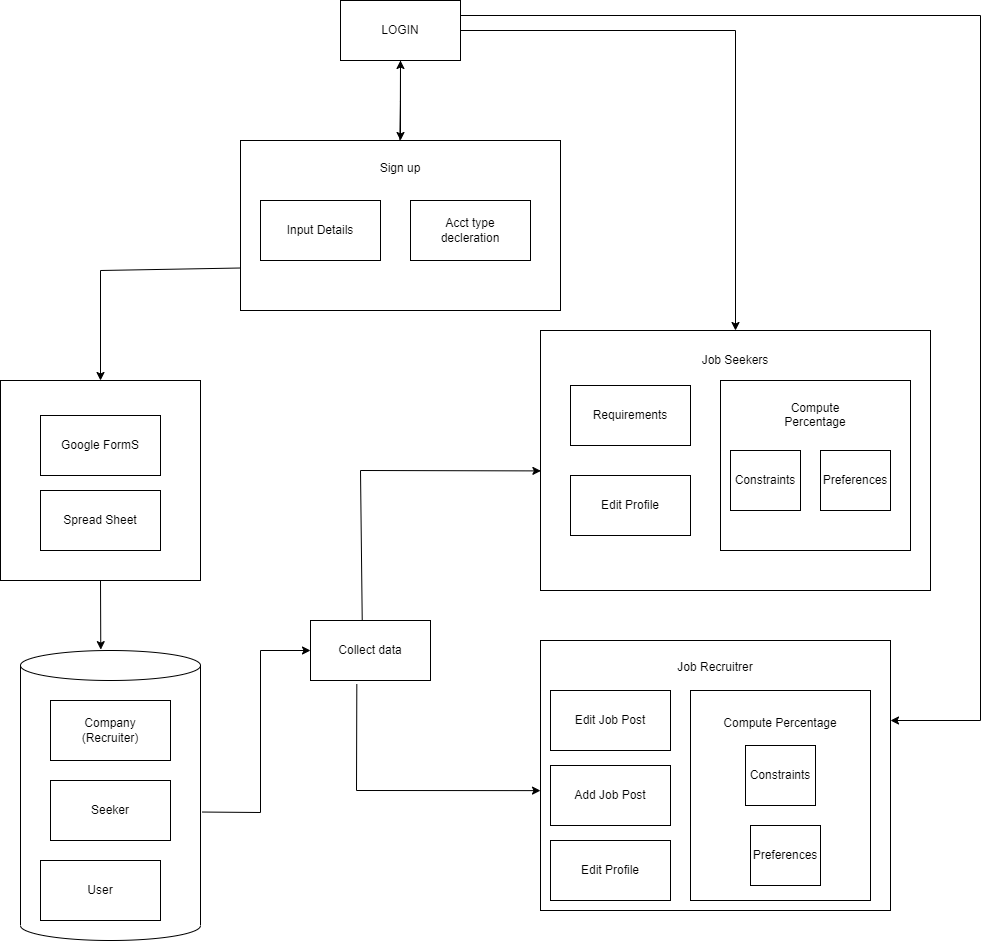 LOGIN
Sign up
Input Details
Acct type
decleration
Job Seekers
Requirements
Compute
Percentage
Google FormS
Constraints
Preferences
Edit Profile
Spread Sheet
Collect data
Job Recruitrer
Company
(Recruiter)
Edit Job Post
Compute Percentage
Constraints
Seeker
Add Job Post
Preferences
Edit Profile
User